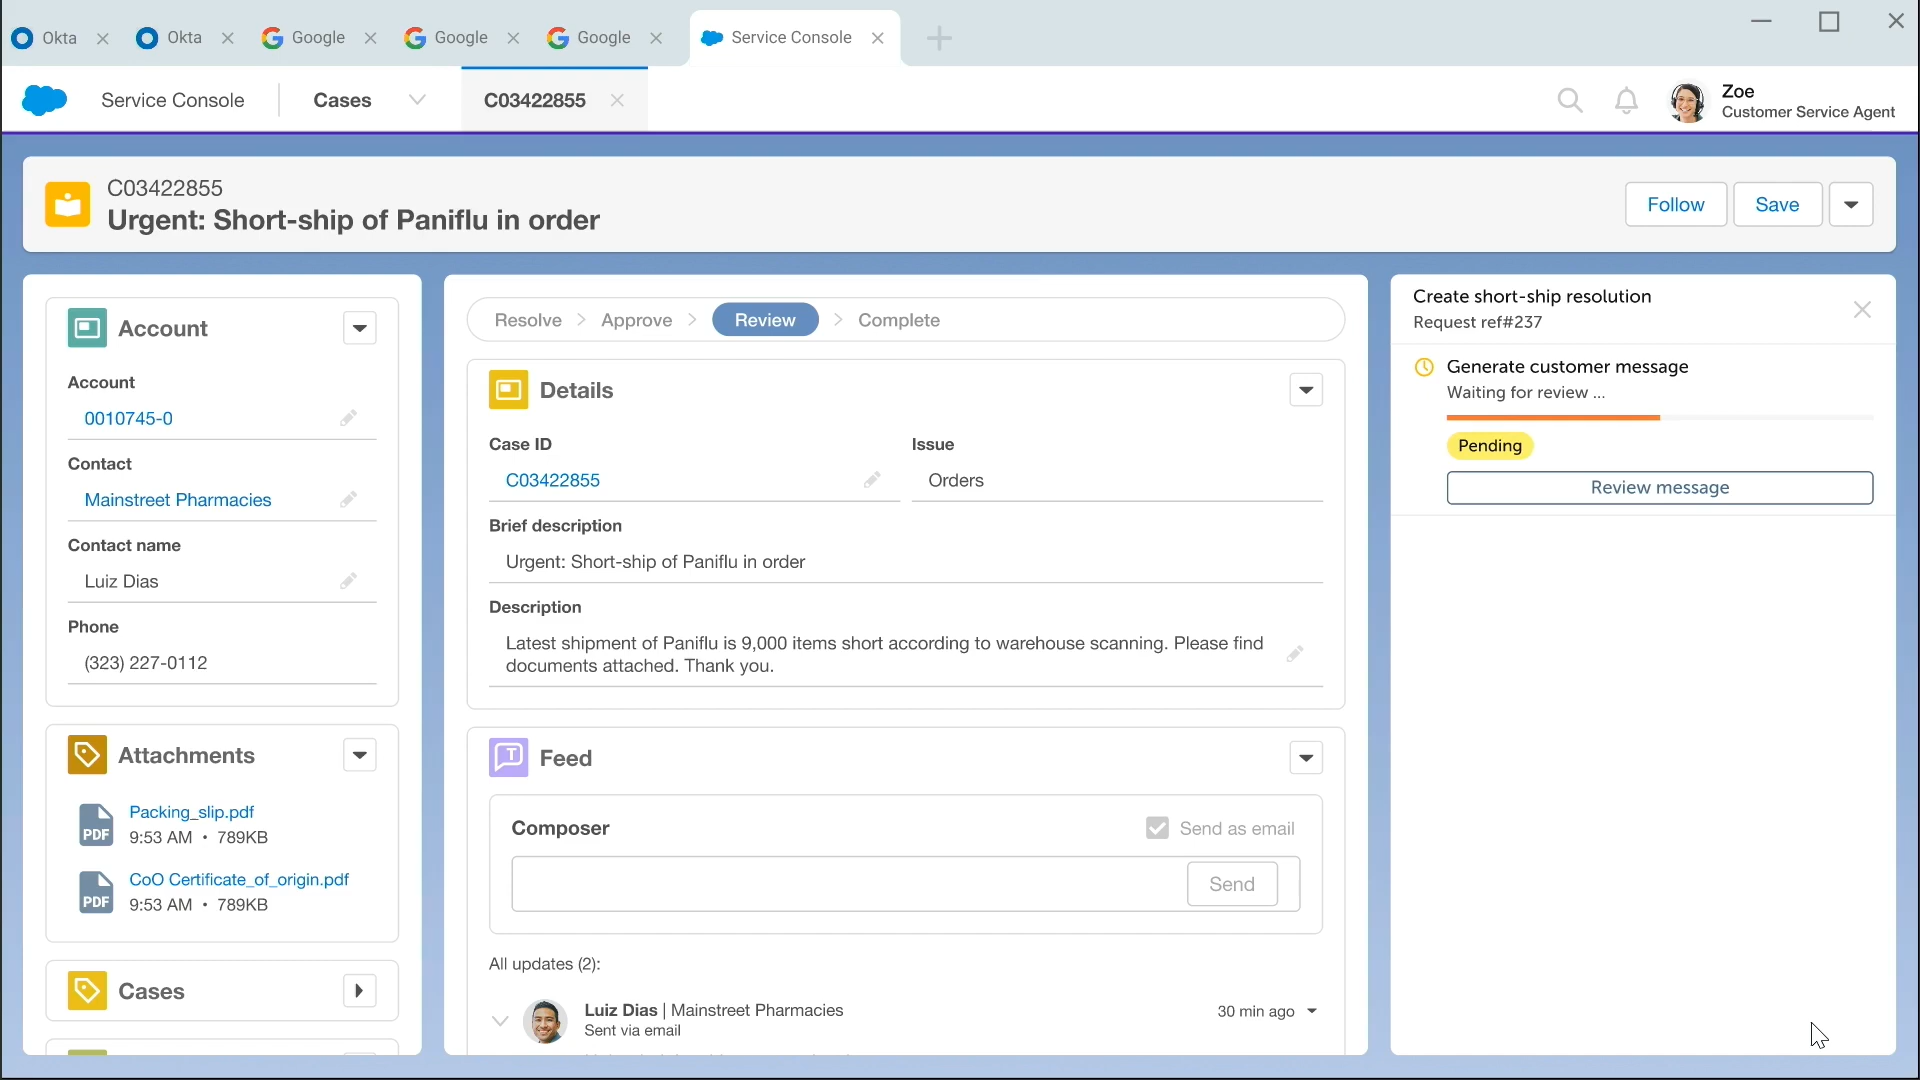 Okta
Okta
Google
Google
Google
Service Console
Service Console
Cases
C03422855
Zoe
Customer Service Agent
C03422855
Urgent: Short-ship of Paniflu in order
Follow
Save
Account
Account
0010745-0
Contact
Mainstreet Pharmacies
Contact name
Luiz Dias
Phone
(323) 227-0112
Attachments
PDF
Packing_slip.pdf
9:53 AM • 789KB
PDF
CoO Certificate_of_origin.pdf
9:53 AM • 789KB
Cases
Resolve
Approve
Review
Complete
Details
Case ID
C03422855
Issue
Orders
Brief description
Urgent: Short-ship of Paniflu in order
Description
Latest shipment of Paniflu is 9,000 items short according to warehouse scanning. Please find
documents attached. Thank you.
T
Feed
Composer
Send as email
Send
All updates (2):
Luiz Dias | Mainstreet Pharmacies
Sent via email
30 min ago
Create short-ship resolution
Request ref#237
Generate customer message
Waiting for review ...
Pending
Review message